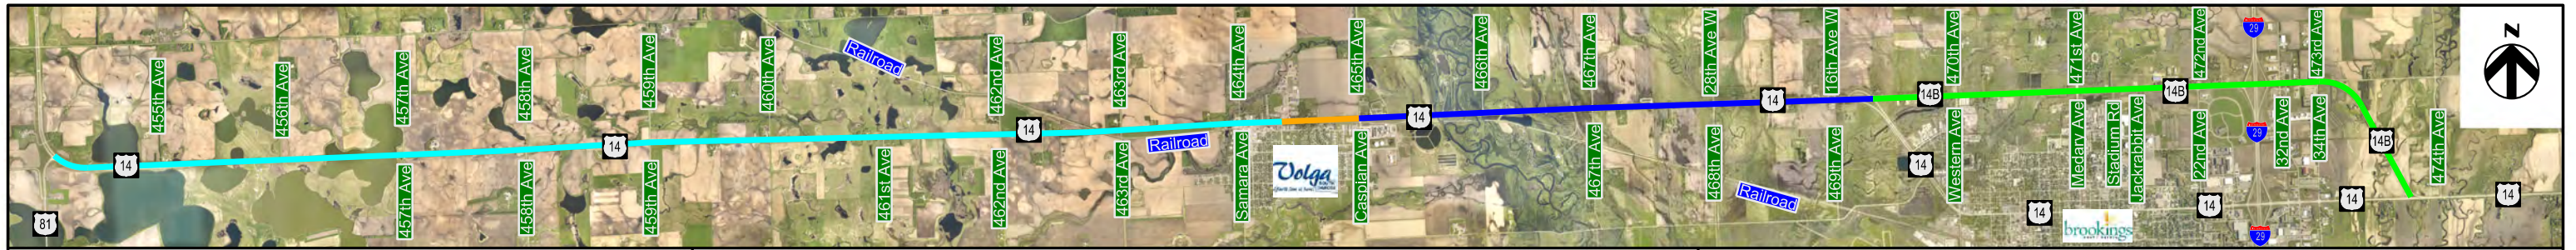 455th Ave
456th Ave
457th Ave
458th Ave
459th Ave
460th Ave
Railroad
462nd Ave
463rd Ave
464th Ave
465th Ave
466th Ave
467th Ave
28th Ave W
16th Ave W
470th Ave
471st Ave
472nd Ave
29
473rd Ave
N
14
14
14
14
14
14B
14B
14B
29
81
457th Ave
458th Ave
459th Ave
461st Ave
462nd Ave
463rd Ave
Railroad
Samara Ave
Volga
Caspian Ave
467th Ave
468th Ave
Railroad
469th Ave
14
Western Ave
14
Medary Ave
brookings
Stadium Rd
Jackrabbit Ave
22nd Ave
14
29
32nd Ave
34th Ave
14
474th Ave
14